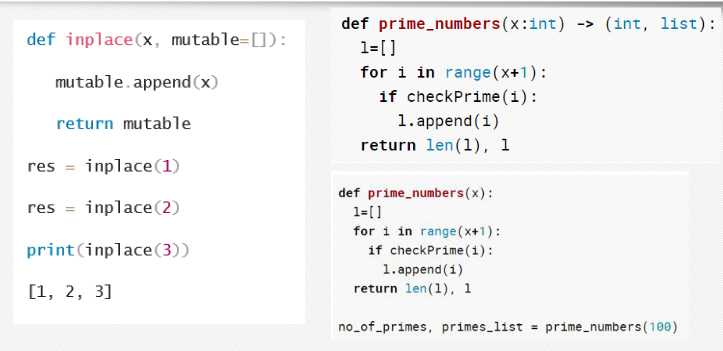 def inplace(x, mutable=[]):
mutable.append(x)
return mutable
res = inplace(1)
res = inplace(2)
print(inplace(3))
[1, 2, 3]
def prime_numbers(x:int) -> (int, list):
l=[]
for i in range(x+1):
if checkPrime(i):
l.append(i)
return len(l), l
def prime_numbers(x):
l=[]
for i in range(x+1):
if checkPrime(i):
l.append(i)
return len(l), l
no_of_primes, primes_list = prime_numbers(100)